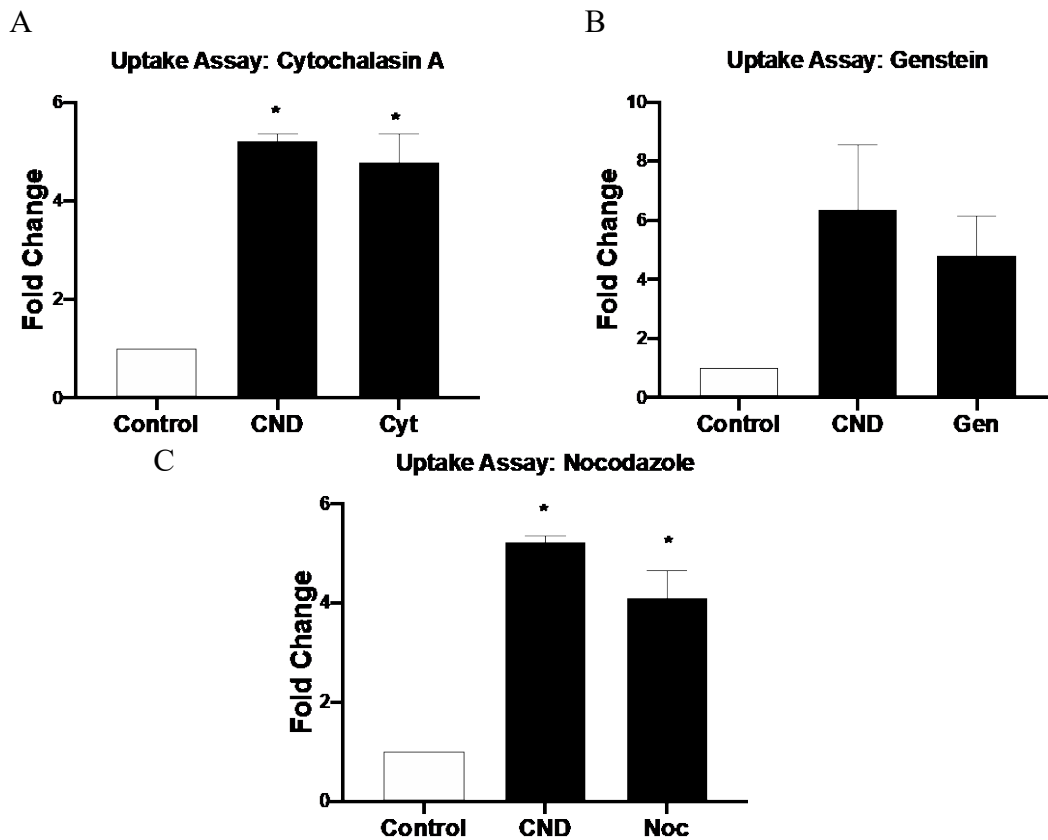 A
Uptake Assay: Cytochalasin A
Fold Change
6
4
2
0
*
*
Control CND Cyt
B
Uptake Assay: Genstein
Fold Change
10
8
6
4
2
0
Control CND Gen
C
Uptake Assay: Nocodazole
Fold Change
6
4
2
0
*
*
Control CND Noc